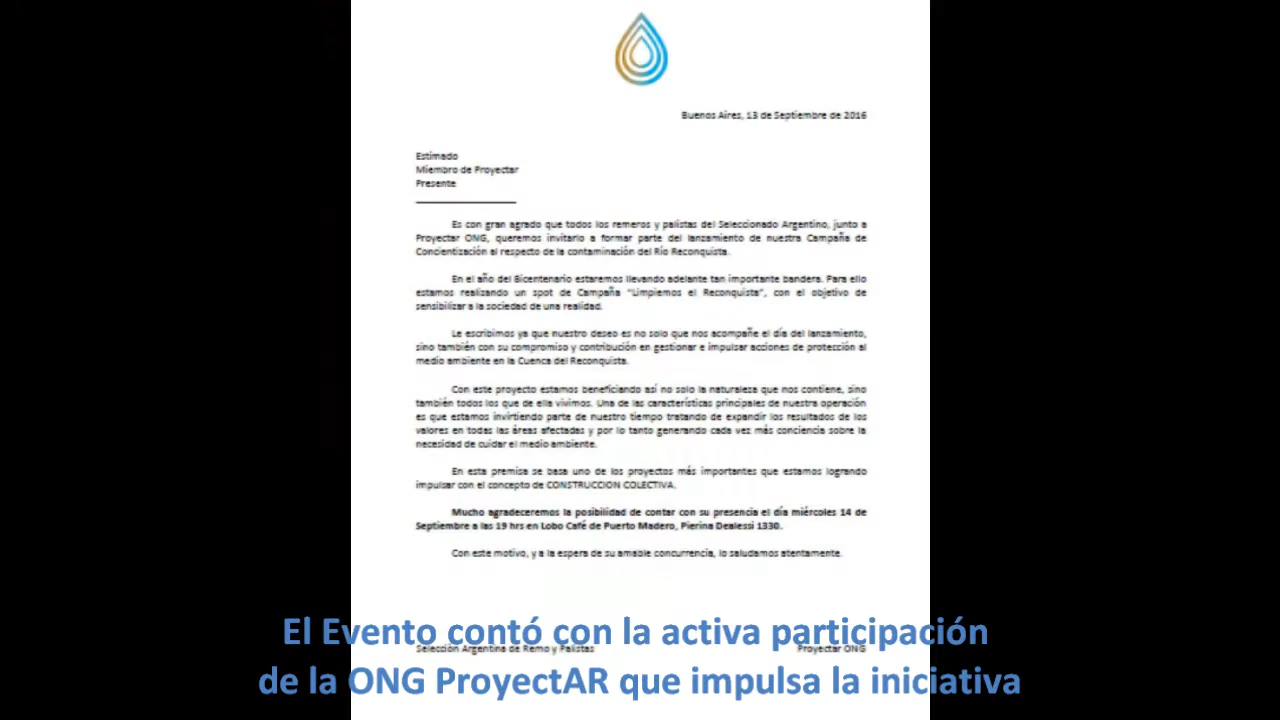 Buenos Aires, 13 de Septiembre de 2016
Estimado
Miembro de Proyectar
Presente
Es con gran agrado que todos los remeros y palistas del Seleccionado Argentino, junto a
Proyectar ONG, queremos invitarlo a formar parte del lanzamiento de nuestra Campaña de
Concientización al respecto de la contaminación del Río Reconquista.
En el año del Bicentenario estaremos llevando adelante tan importante bandera. Para ello
estamos realizando un spot de Campaña "Limpiemos el Reconquista", con el objetivo de
sensibilizar a la sociedad de una realidad.
Le escribimos ya que nuestro deseo es no solo que nos acompañe el día del lanzamiento,
sino también con su compromiso y contribución en gestionar e impulsar acciones de protección al
medio ambiente en la Cuenca del Reconquista.
Con este proyecto estamos beneficiando así no solo la naturaleza que nos contiene, sino
también todos los que de ella vivimos. Una de las características principales de nuestra operación
es que estamos invirtiendo parte de nuestro tiempo tratando de expandir los resultados de los
valores en todas las áreas afectadas y por lo tanto generando cada vez más conciencia sobre la
necesidad de cuidar el medio ambiente.
En esta premisa se basa uno de los proyectos más importantes que estamos logrando
impulsar con el concepto de CONSTRUCCION COLECTIVA.
Mucho agradeceremos la posibilidad de contar con su presencia el día miércoles 14 de
Septiembre a las 19 hrs en Lobo Café de Puerto Madero, Pierina Dealessi 1330.
Con este motivo, y a la espera de su amable concurrencia, lo saludamos atentamente.
El Evento contó con la activa participación
Selección Argentina de Remo y Palistas Proyectar ONG
de la ONG ProyectAR que impulsa la iniciativa